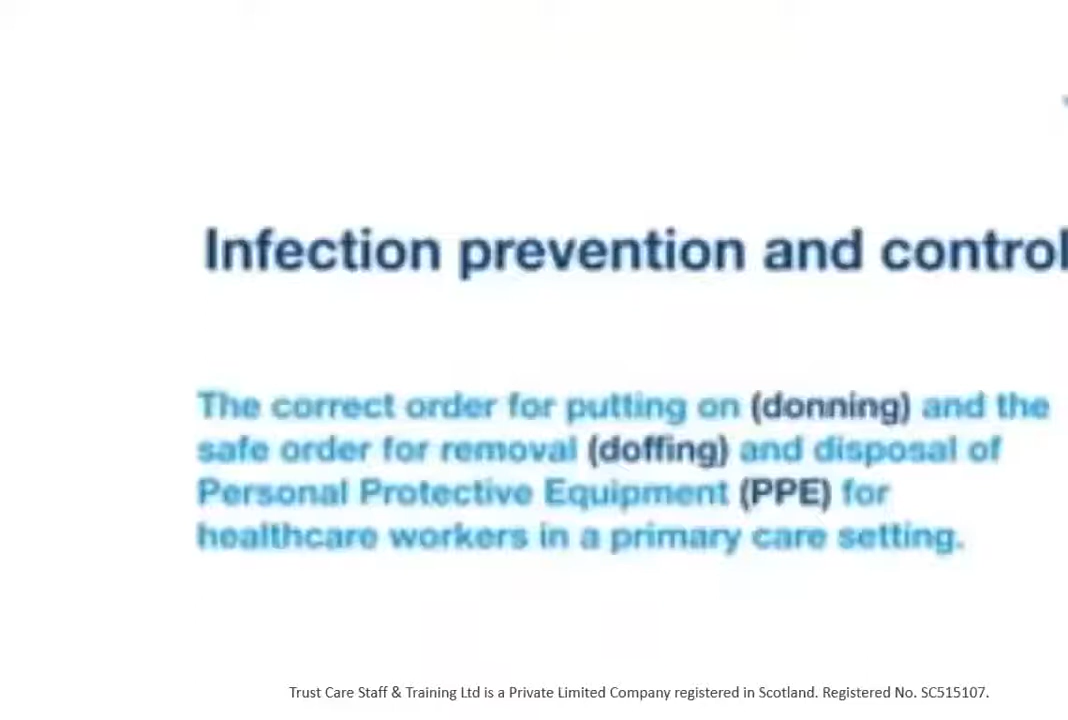 Infection prevention and control
The correct order for putting on (donning) and the
safe order for removal (doffing) and disposal of
Personal Protective Equipment (PPE) for
healthcare workers in a primary care setting.
Trust Care Staff & Training Ltd is a Private Limited Company registered in Scotland. Registered No. SC515107.